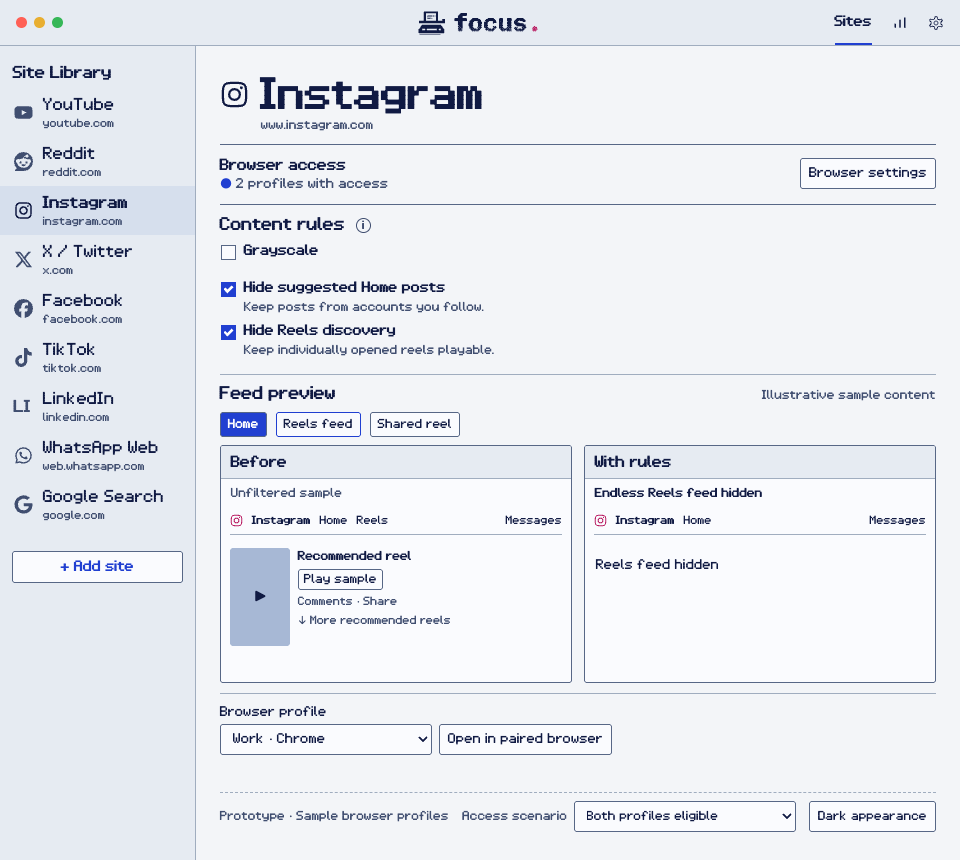 focus.
Sites
Site Library
YouTube
youtube.com
Reddit
reddit.com
Instagram
instagram.com
X / Twitter
x.com
Facebook
facebook.com
TikTok
tiktok.com
LI
LinkedIn
linkedin.com
WhatsApp Web
web.whatsapp.com
Google Search
google.com
+ Add site
Instagram
www.instagram.com
Browser access
2 profiles with access
Browser settings
Content rules
Grayscale
Hide suggested Home posts
Keep posts from accounts you follow.
Hide Reels discovery
Keep individually opened reels playable.
Feed preview
Illustrative sample content
Home Reels feed Shared reel
Before
Unfiltered sample
Instagram Home Reels Messages
Recommended reel
Play sample
Comments · Share
↓ More recommended reels
With rules
Endless Reels feed hidden
Instagram Home Messages
Reels feed hidden
Browser profile
Work · Chrome
Open in paired browser
Prototype · Sample browser profiles Access scenario Both profiles eligible Dark appearance